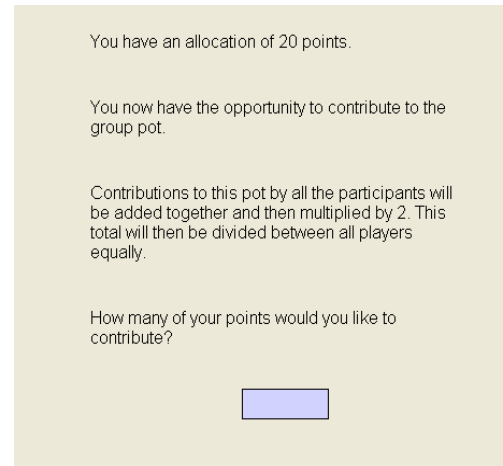 You have an allocation of 20 points.
You now have the opportunity to contribute to the
group pot.
Contributions to this pot by all the participants will
be added together and then multiplied by 2. This
total will then be divided between all players
equally.
How many of your points would you like to
contribute?